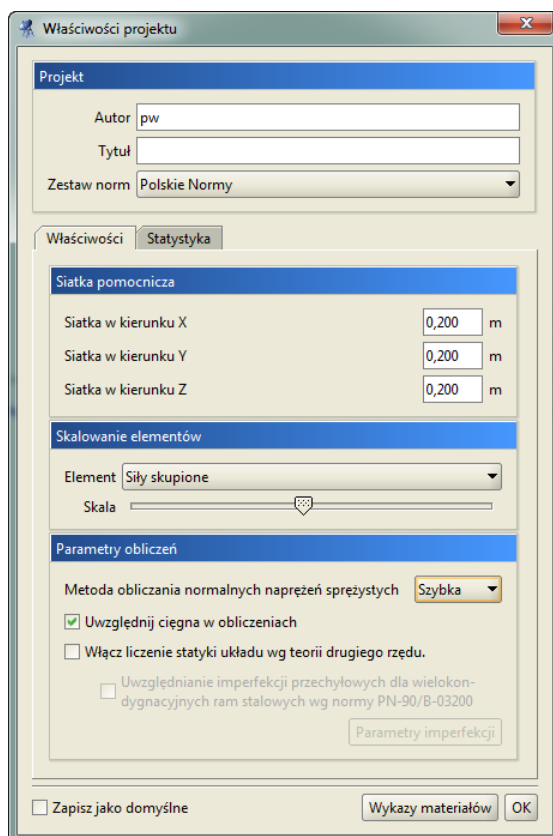 Właściwości projektu
Projekt
Autor pw
Tytuł
Zestaw norm Polskie Normy
Właściwości Statystyka
Siatka pomocnicza
Siatka w kierunku X 0,200 m
Siatka w kierunku Y 0,200 m
Siatka w kierunku Z 0,200 m
Skalowanie elementów
Element Siły skupione
Skala
Parametry obliczeń
Metoda obliczania normalnych naprężeń sprężystych Szybka
Uwzględnij cięgna w obliczeniach
Włącz liczenie statyki układu wg teorii drugiego rzędu.
Uwzględnianie imperfekcji przechyłowych dla wielokon-
dygnacyjnych ram stalowych wg normy PN-90/B-03200
Parametry imperfekcji
Zapisz jako domyślne Wykazy materiałów OK